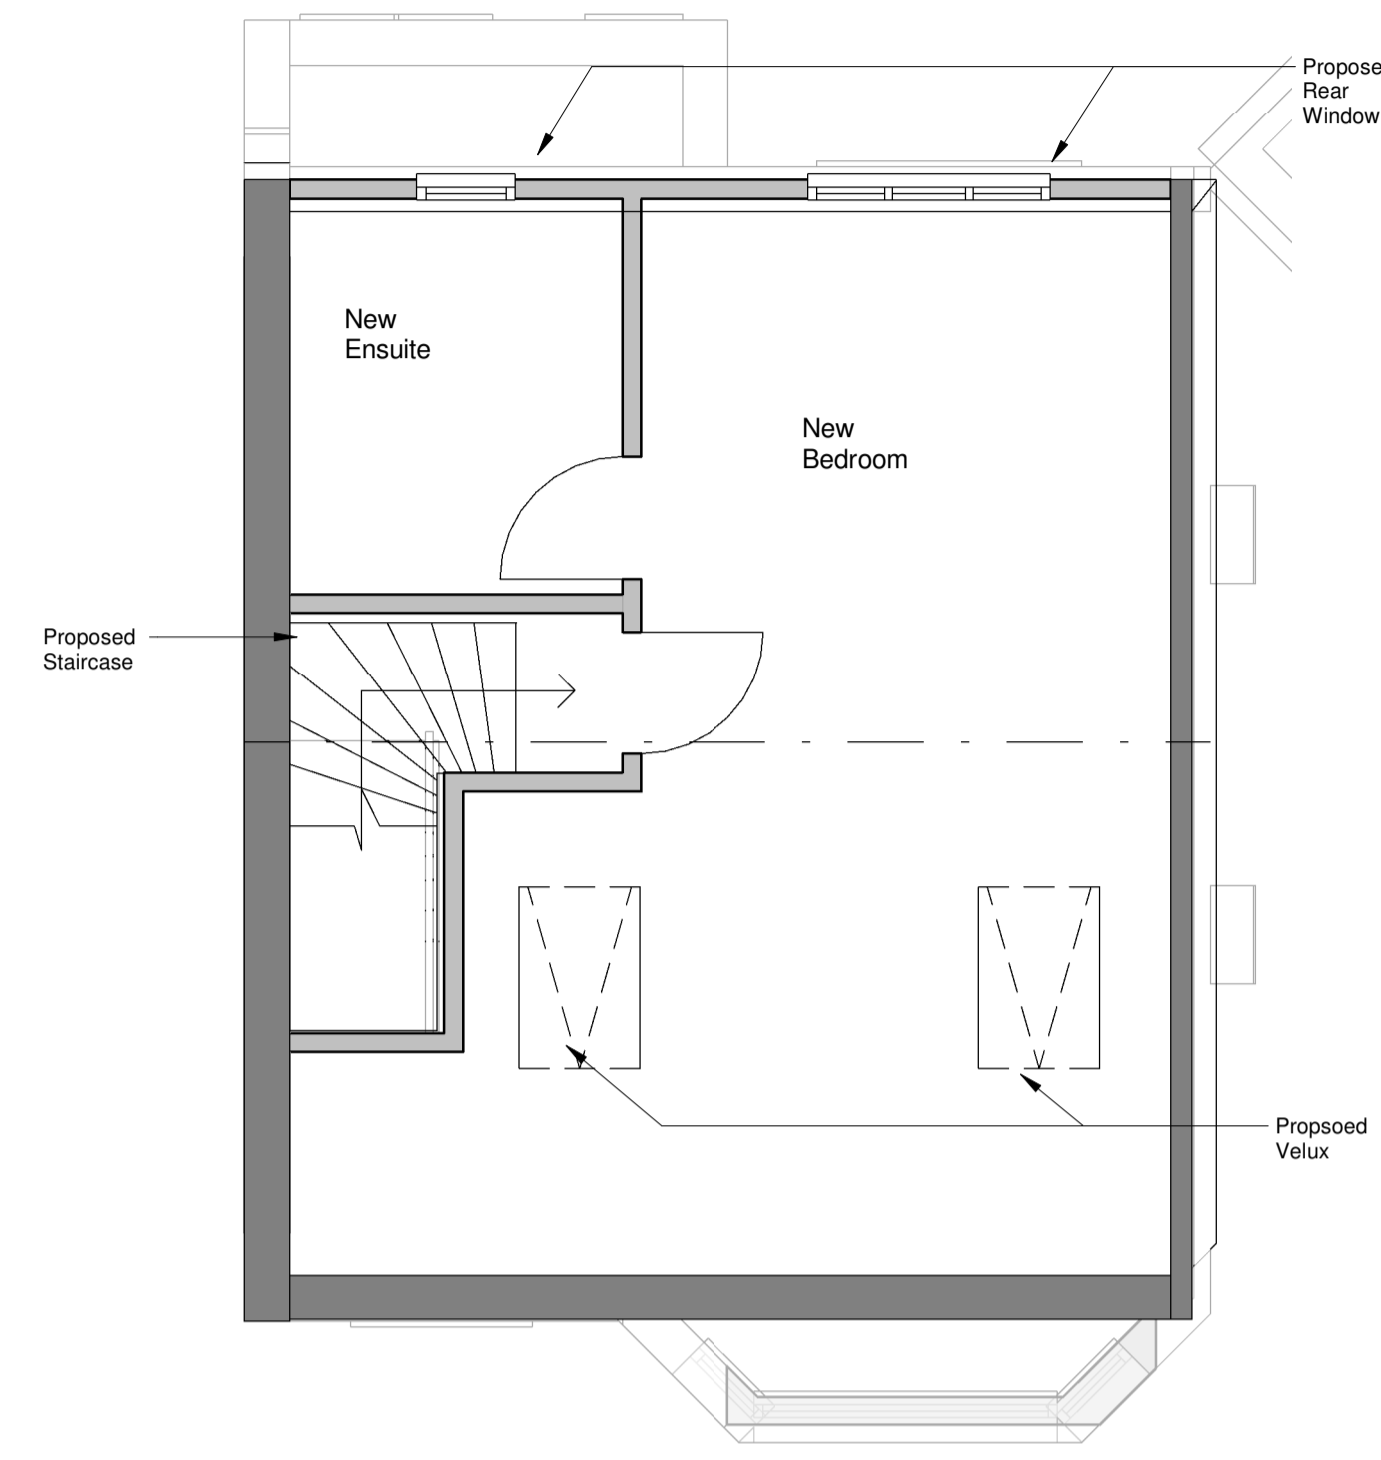 Propose
Rear
Window
New
Ensuite
New
Bedroom
Proposed
Staircase
Propsoed
Velux